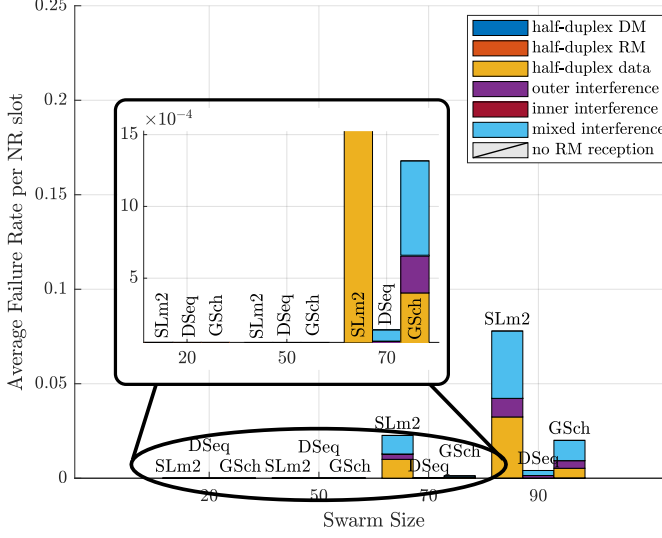 0.25
0.2
0.15
0.1
0.05
0
Average Failure Rate per NR slot
half-duplex DM
half-duplex RM
half-duplex data
outer interference
inner interference
mixed interference
no RM reception
×10⁻⁴
15
10
5
SLm2
DSeq
GSch
SLm2
DSeq
GSch
SLm2
DSeq
GSch
20
50
70
SLm2
DSeq
GSch
SLm2
DSeq
GSch
SLm2
DSeq
GSch
SLm2
DSeq
GSch
20
50
70
90
Swarm Size